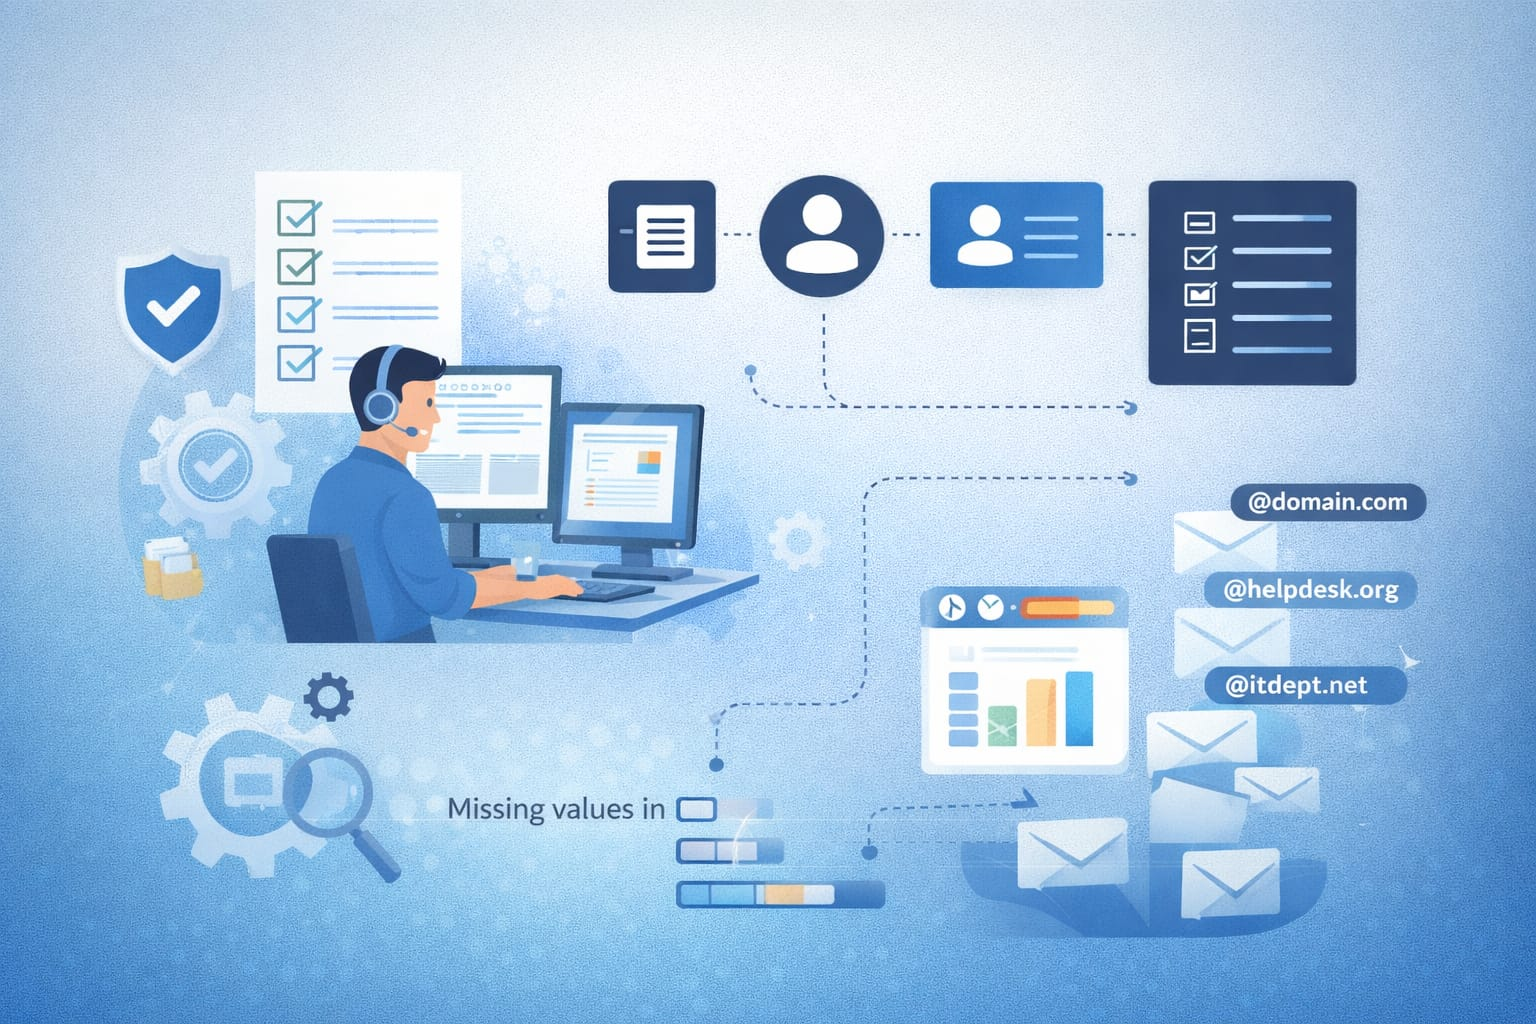 @domain.com
@helpdesk.org
@itdept.net
Missing values in